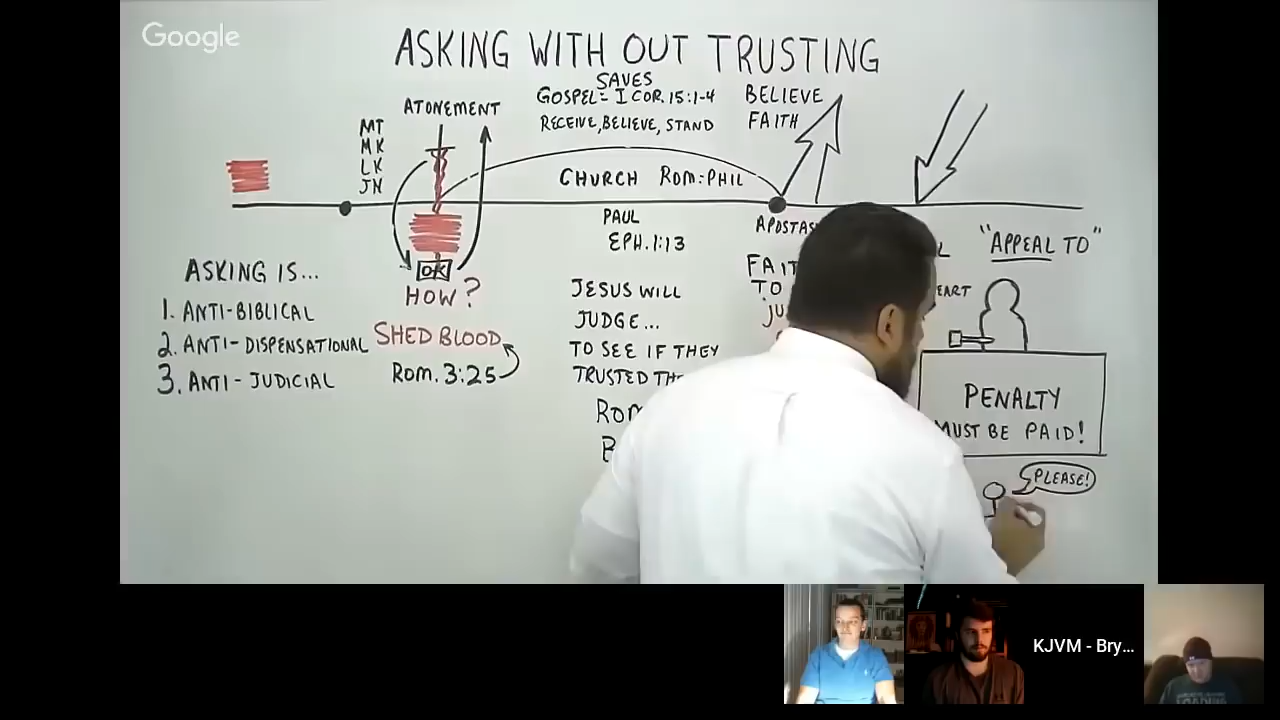 Google
ASKING WITH OUT TRUSTING
ATONEMENT
MT
MK
LK
JN
SAVES
GOSPEL= I COR. 15:1-4
RECEIVE, BELIEVE, STAND
BELIEVE
FAITH
CHURCH ROM=PHIL
PAUL
EPH. 1:13
ASKING IS...
1. ANTI-BIBLICAL
2. ANTI-DISPENSATIONAL
3. ANTI-JUDICIAL
OK
HOW?
SHED BLOOD
ROM. 3:25
JESUS WILL
JUDGE...
TO SEE IF THEY
TRUSTED
TO
"APPEAL TO"
PENALTY
MUST BE PAID!
PLEASE!
KJVM - Bry...
LOADING